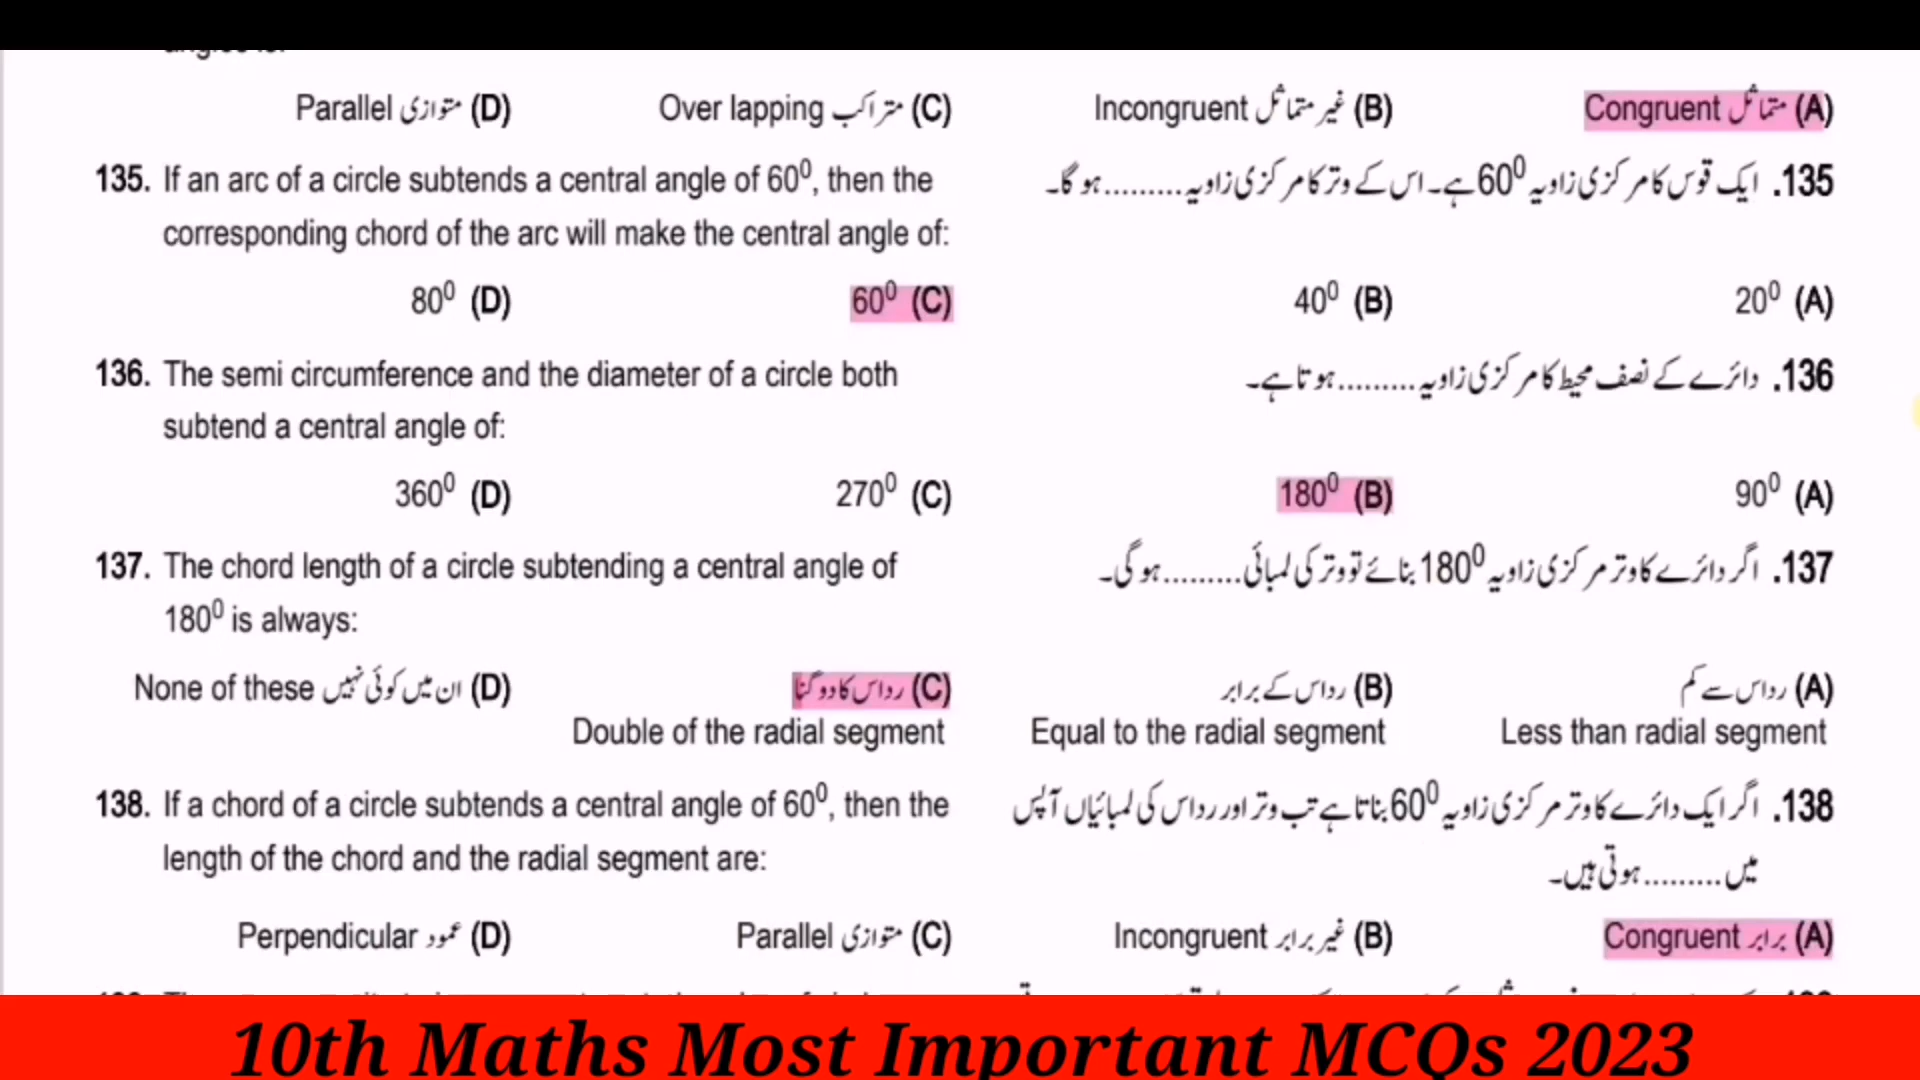 Parallel متوازی (D) Over lapping متراکب (C) Incongruent غیر متماثل (B) Congruent متماثل (A)
135. If an arc of a circle subtends a central angle of 60⁰, then the
corresponding chord of the arc will make the central angle of:
135. ایک قوس کا مرکزی زاویہ 60⁰ ہے۔ اس کے وتر کا مرکزی زاویہ.........ہو گا۔
80⁰ (D) 60⁰ (C) 40⁰ (B) 20⁰ (A)
136. The semi circumference and the diameter of a circle both
subtend a central angle of:
136. دائرے کے نصف محیط کا مرکزی زاویہ.........ہوتا ہے۔
360⁰ (D) 270⁰ (C) 180⁰ (B) 90⁰ (A)
137. The chord length of a circle subtending a central angle of
180⁰ is always:
137. اگر دائرے کا وتر مرکزی زاویہ 180⁰ بنائے تو وتر کی لمبائی.........ہو گی۔
None of these ان میں کوئی نہیں (D) رداس کا دو گنا (C) رداس کے برابر (B) رداس سے کم (A)
Double of the radial segment Equal to the radial segment Less than radial segment
138. If a chord of a circle subtends a central angle of 60⁰, then the
length of the chord and the radial segment are:
138. اگر ایک دائرے کا وتر مرکزی زاویہ 60⁰ بناتا ہے تب وتر اور رداس کی لمبائیاں آپس
میں.........ہوتی ہیں۔
Perpendicular عمود (D) Parallel متوازی (C) Incongruent غیر برابر (B) Congruent برابر (A)
10th Maths Most Important MCQs 2023